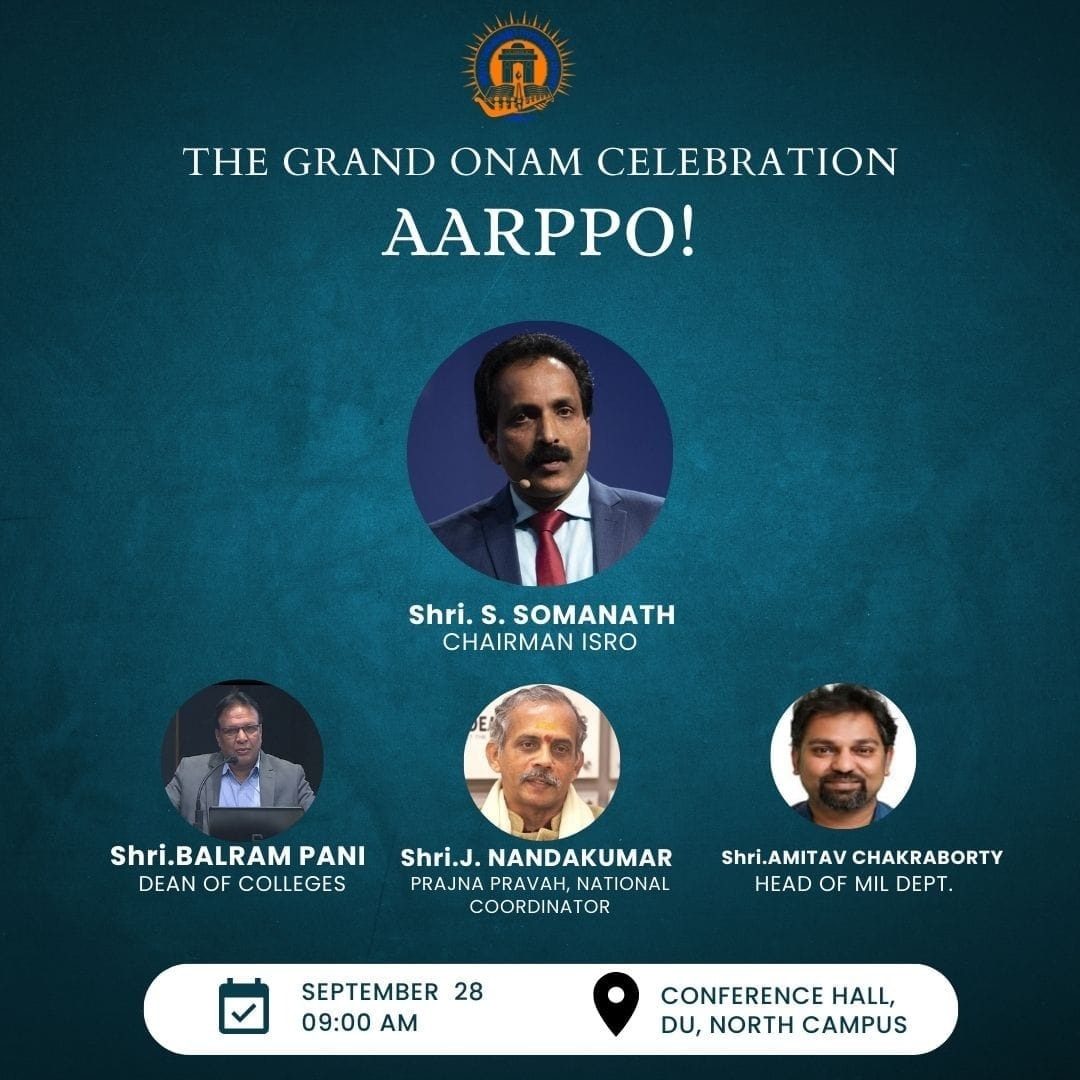 THE GRAND ONAM CELEBRATION
AARPPO!
Shri. S. SOMANATH
CHAIRMAN ISRO
Shri.BALRAM PANI
DEAN OF COLLEGES
Shri.J. NANDAKUMAR
PRAJNA PRAVAH, NATIONAL
COORDINATOR
Shri.AMITAV CHAKRABORTY
HEAD OF MIL DEPT.
SEPTEMBER 28
09:00 AM
CONFERENCE HALL,
DU, NORTH CAMPUS